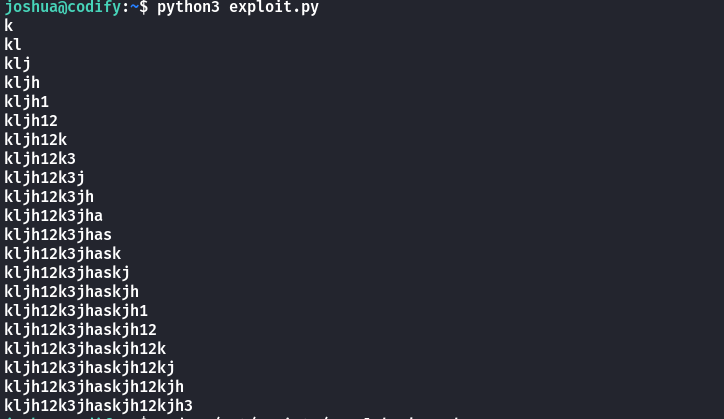 joshua@codify:~$ python3 exploit.py
k
kl
klj
kljh
kljh1
kljh12
kljh12k
kljh12k3
kljh12k3j
kljh12k3jh
kljh12k3jha
kljh12k3jhas
kljh12k3jhask
kljh12k3jhaskj
kljh12k3jhaskjh
kljh12k3jhaskjh1
kljh12k3jhaskjh12
kljh12k3jhaskjh12k
kljh12k3jhaskjh12kj
kljh12k3jhaskjh12kjh
kljh12k3jhaskjh12kjh3